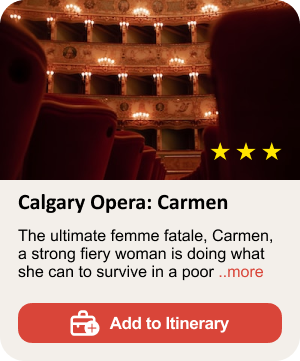 Calgary Opera: Carmen
The ultimate femme fatale, Carmen,
a strong fiery woman is doing what
she can to survive in a poor ..more
Add to Itinerary